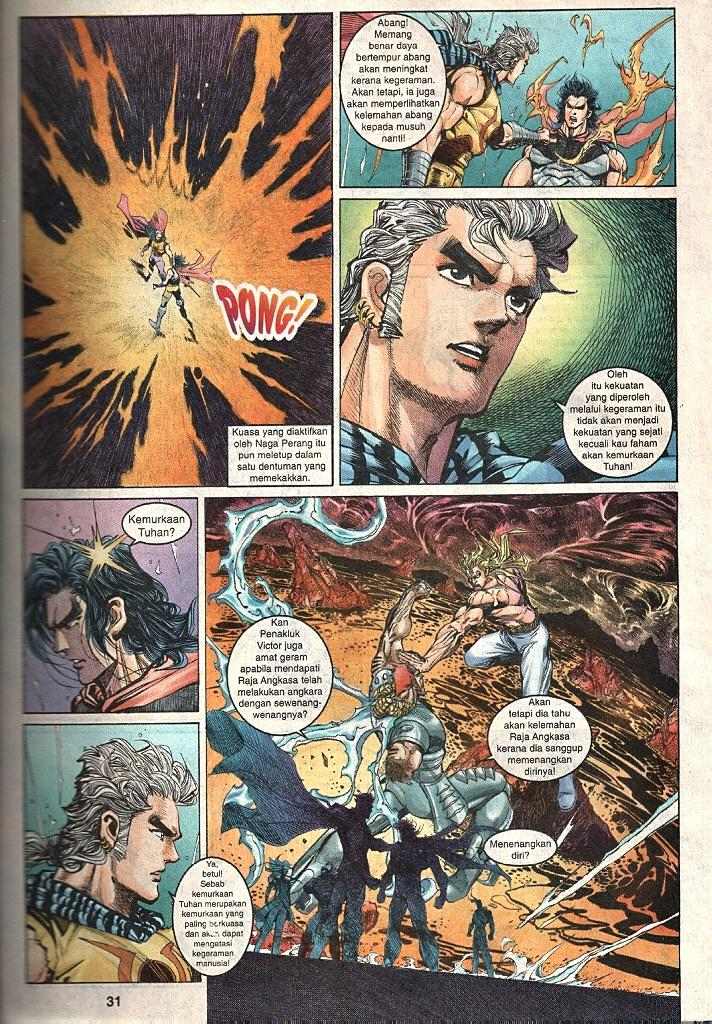 PONG!
Kuasa yang diaktifkan
oleh Naga Perang itu
pun meletup dalam
satu dentuman yang
memekakkan.
Abang!
Memang
benar daya
bertempur abang
akan meningkat
kerana kegeraman.
Akan tetapi, ia juga
akan memperlihatkan
kelemahan abang
kepada musuh
nanti!
Oleh
itu kekuatan
yang diperoleh
melalui kegeraman itu
tidak akan menjadi
kekuatan yang sejati
kecuali kau faham
akan kemurkaan
Tuhan!
Kemurkaan
Tuhan?
Ya,
betul!
Sebab
kemurkaan
Tuhan merupakan
kemurkaan yang
paling berkuasa
dan akan dapat
mengatasi
kegeraman
manusia!
Kan
Penakluk
Victor juga
amat geram
apabila mendapati
Raja Angkasa telah
melakukan angkara
dengan sewenang-
wenangnya?
Akan
tetapi dia tahu
akan kelemahan
Raja Angkasa
kerana dia sanggup
memenangkan
dirinya!
Menenangkan
diri?
31